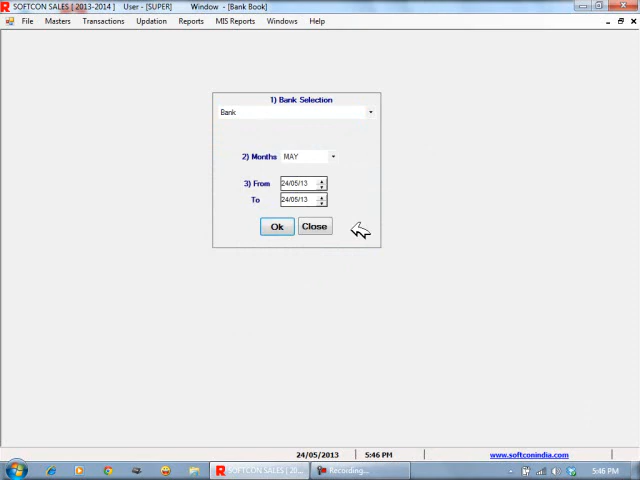 R SOFTCON SALES [ 2013-2014 ] User - [SUPER] Window - [Bank Book]
File Masters Transactions Updation Reports MIS Reports Windows Help
1) Bank Selection
Bank
2) Months MAY
3) From 24/05/13
To 24/05/13
Ok Close
24/05/2013 5:46 PM www.softconindia.com
R SOFTCON SALES [ 20... Recording... 5:46 PM